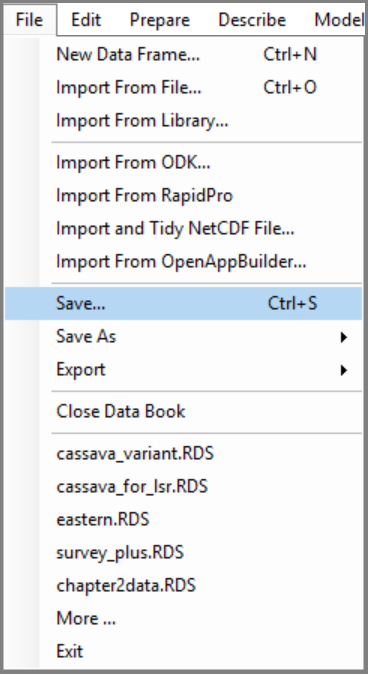 File Edit Prepare Describe Model
New Data Frame... Ctrl+N
Import From File... Ctrl+O
Import From Library...
Import From ODK...
Import From RapidPro
Import and Tidy NetCDF File...
Import From OpenAppBuilder...
Save... Ctrl+S
Save As
Export
Close Data Book
cassava_variant.RDS
cassava_for_lsr.RDS
eastern.RDS
survey_plus.RDS
chapter2data.RDS
More ...
Exit